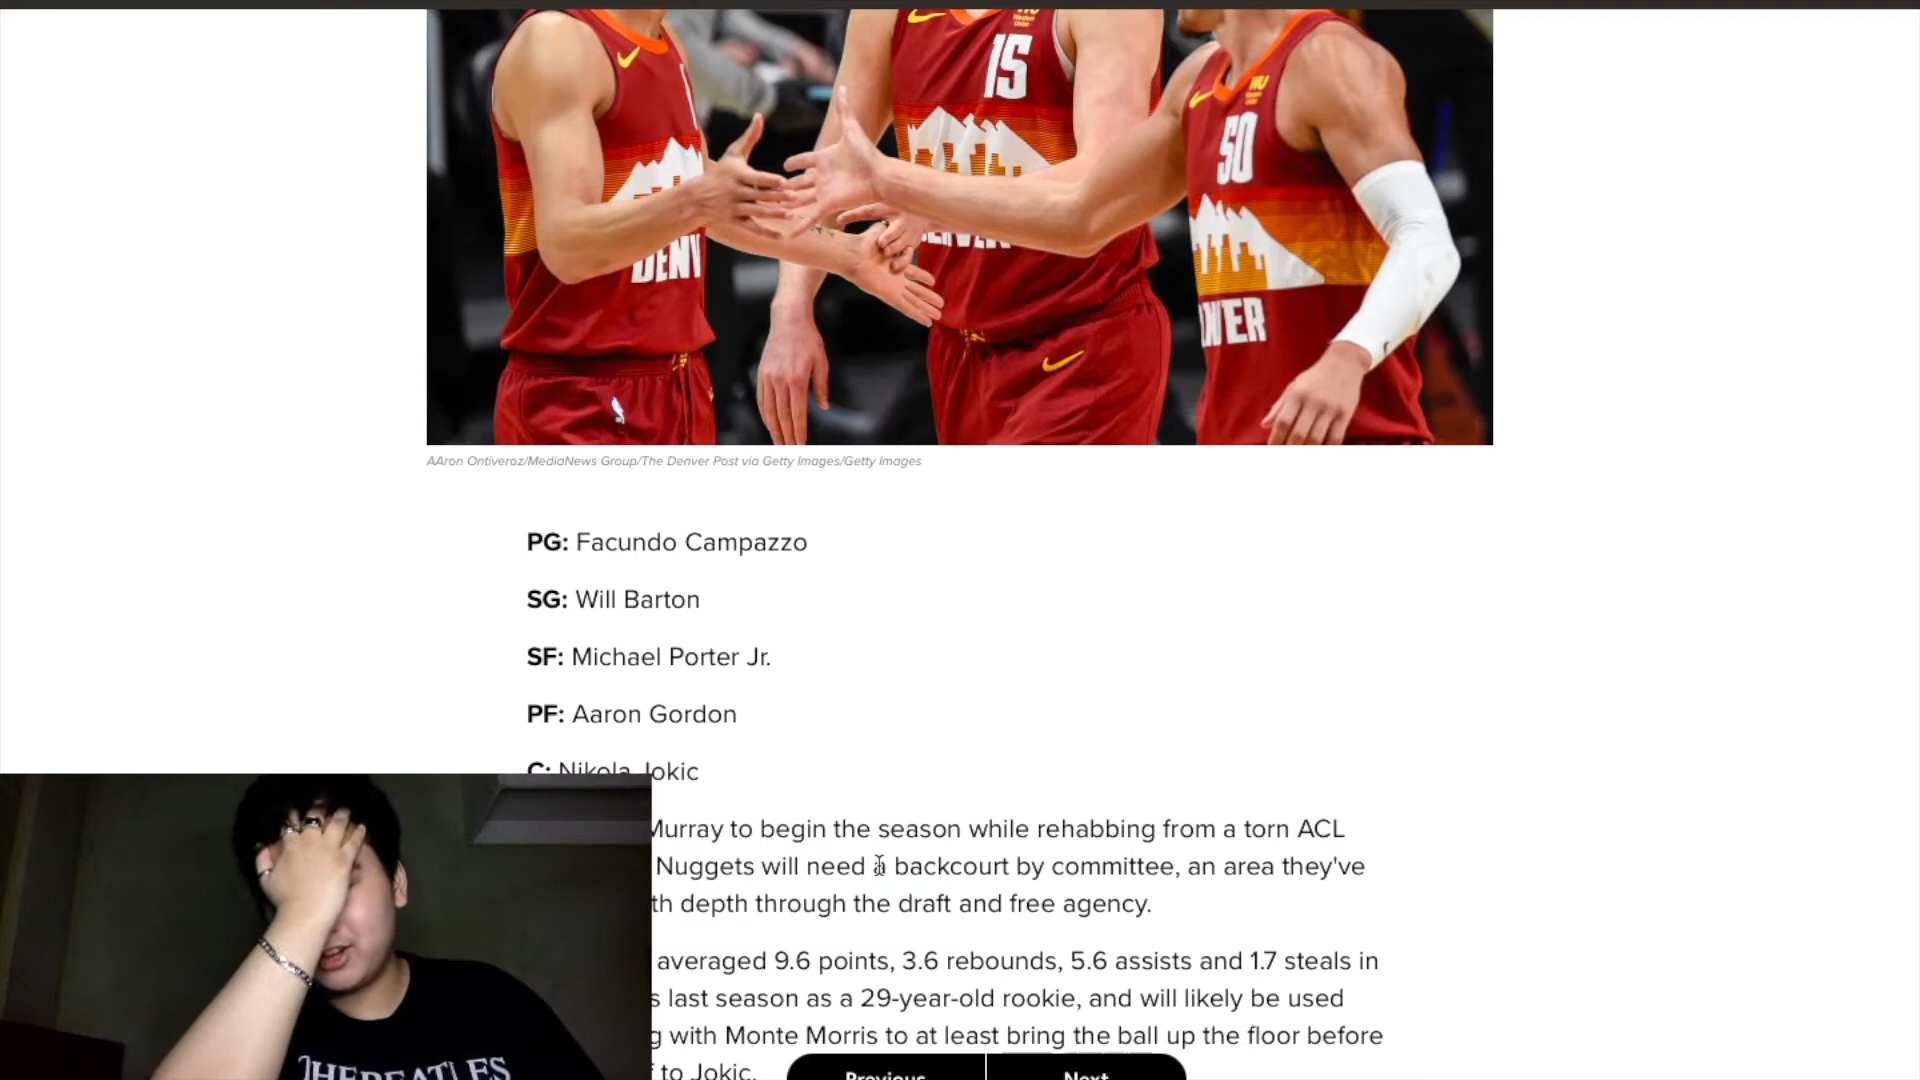 15
50
DENV
NVER
AAron Ontiveroz/MediaNews Group/The Denver Post via Getty Images/Getty Images
PG: Facundo Campazzo
SG: Will Barton
SF: Michael Porter Jr.
PF: Aaron Gordon
C: Nikola Jokic
Murray to begin the season while rehabbing from a torn ACL
Nuggets will need a backcourt by committee, an area they've
th depth through the draft and free agency.
averaged 9.6 points, 3.6 rebounds, 5.6 assists and 1.7 steals in
s last season as a 29-year-old rookie, and will likely be used
g with Monte Morris to at least bring the ball up the floor before
f to Jokic.
Previous Next
THEBEATLES